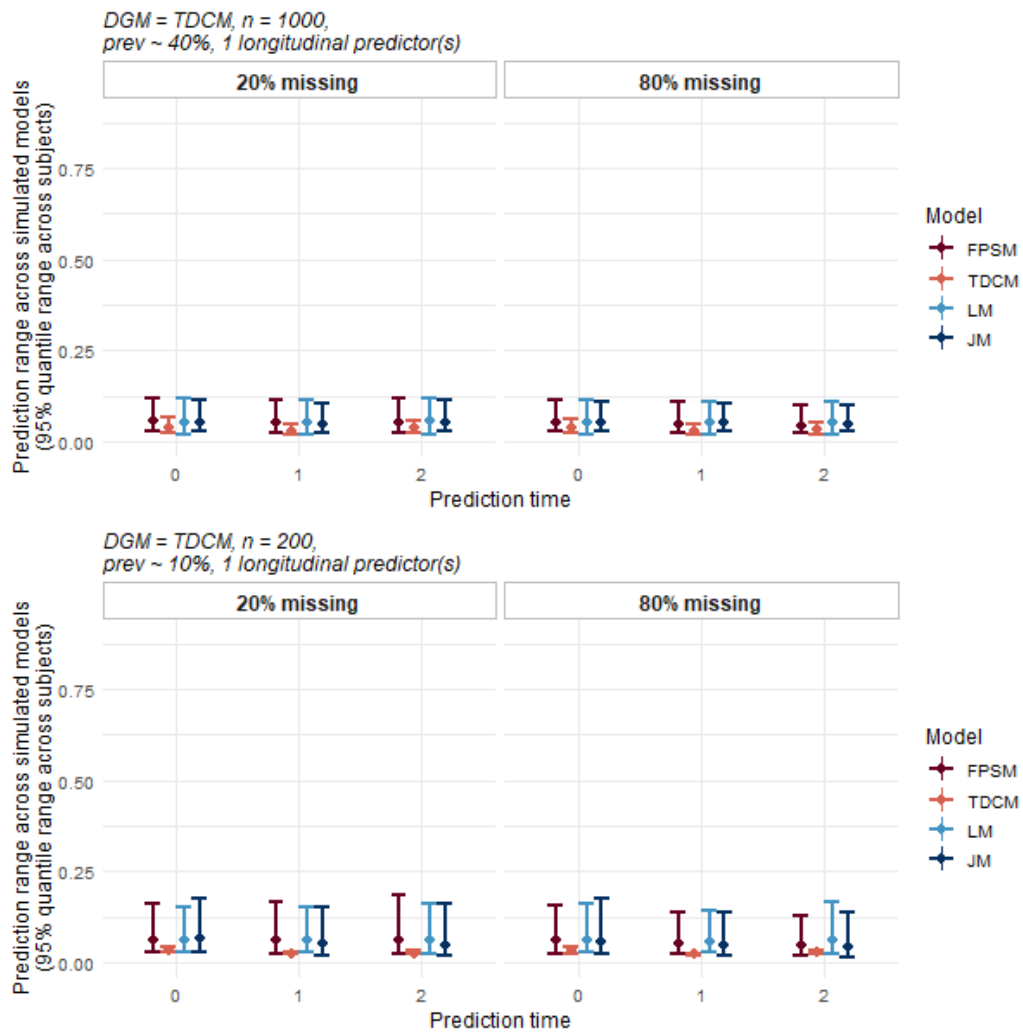 DGM = TDCM, n = 1000,
prev ~ 40%, 1 longitudinal predictor(s)
20% missing
80% missing
Prediction range across simulated models
(95% quantile range across subjects)
0.75
0.50
0.25
0.00
0
1
2
0
1
2
Prediction time
Model
FPSM
TDCM
LM
JM
DGM = TDCM, n = 200,
prev ~ 10%, 1 longitudinal predictor(s)
20% missing
80% missing
Prediction range across simulated models
(95% quantile range across subjects)
0.75
0.50
0.25
0.00
0
1
2
0
1
2
Prediction time
Model
FPSM
TDCM
LM
JM